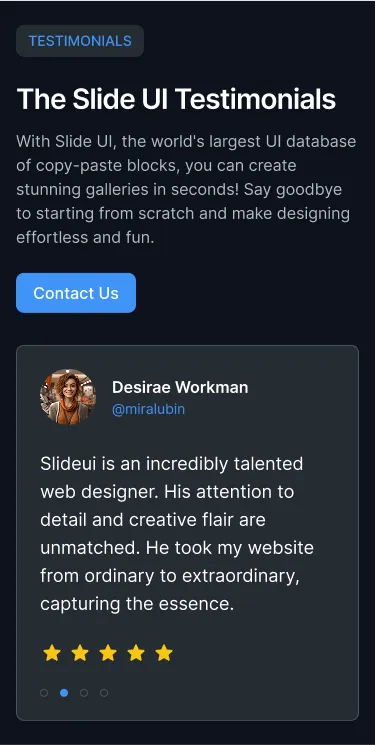 TESTIMONIALS
The Slide UI Testimonials
With Slide UI, the world's largest UI database
of copy-paste blocks, you can create
stunning galleries in seconds! Say goodbye
to starting from scratch and make designing
effortless and fun.
Contact Us
Desirae Workman
@miralubin
Slideui is an incredibly talented
web designer. His attention to
detail and creative flair are
unmatched. He took my website
from ordinary to extraordinary,
capturing the essence.